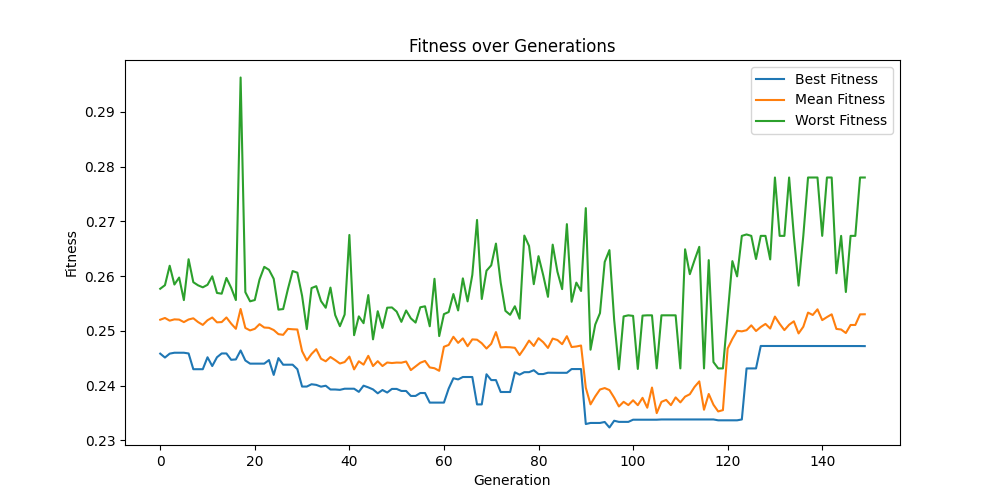 Fitness over Generations
Best Fitness
Mean Fitness
Worst Fitness
0.29
0.28
0.27
0.26
0.25
0.24
0.23
Fitness
0 20 40 60 80 100 120 140
Generation